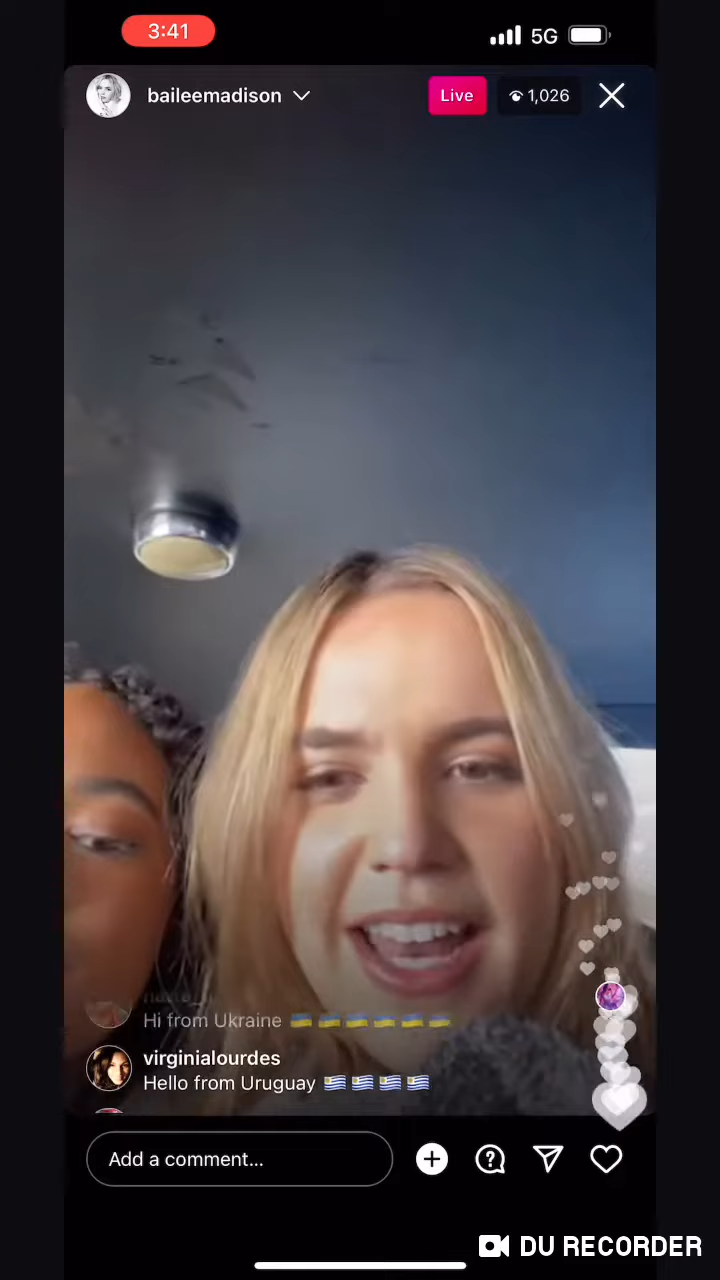 3:41
5G
baileemadison
Live
1,026
Hi from Ukraine 🇺🇦 🇺🇦 🇺🇦 🇺🇦 🇺🇦 🇺🇦
virginialourdes
Hello from Uruguay 🇺🇾 🇺🇾 🇺🇾 🇺🇾
Add a comment...
DU RECORDER